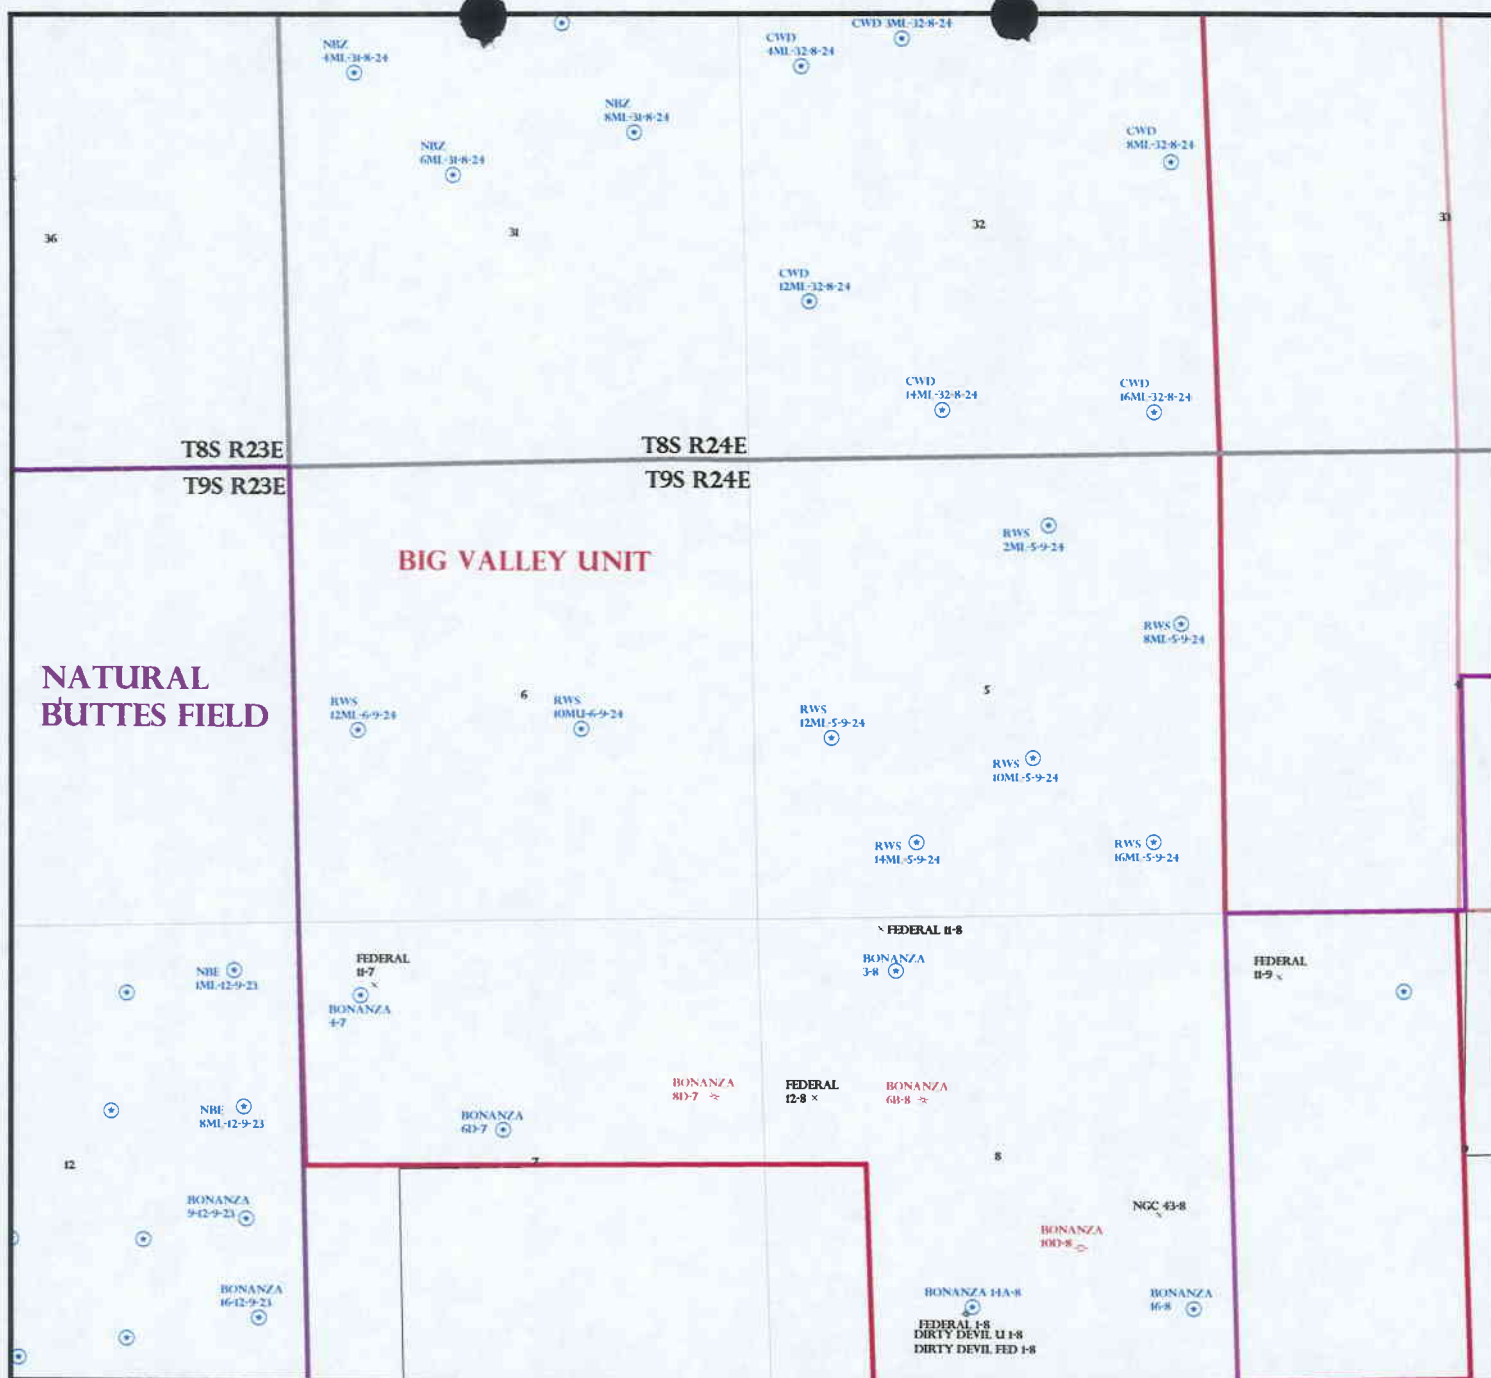 CWD 3ML-32-8-24
NBZ
4ML-31-8-24
CWD
4ML-32-8-24
NBZ
8ML-31-8-24
NBZ
6ML-31-8-24
CWD
8ML-32-8-24
36
31
32
33
CWD
12ML-32-8-24
CWD
14ML-32-8-24
CWD
16ML-32-8-24
T8S R23E
T8S R24E
T9S R23E
T9S R24E
RWS
2ML-5-9-24
BIG VALLEY UNIT
RWS
8ML-5-9-24
NATURAL
BUTTES FIELD
6
5
4
RWS
12ML-6-9-24
RWS
10MU-6-9-24
RWS
12ML-5-9-24
RWS
10ML-5-9-24
RWS
14ML-5-9-24
RWS
16ML-5-9-24
FEDERAL 11-8
FEDERAL
11-7
BONANZA
3-8
FEDERAL
11-9
NBE
1ML-12-9-23
BONANZA
4-7
BONANZA
8D-7
FEDERAL
12-8
BONANZA
6B-8
NBE
8ML-12-9-23
BONANZA
6D-7
12
7
8
9
BONANZA
9-12-9-23
NGC 43-8
BONANZA
10D-8
BONANZA
16-12-9-23
BONANZA 14A-8
BONANZA
16-8
FEDERAL 1-8
DIRTY DEVIL U 1-8
DIRTY DEVIL FED 1-8